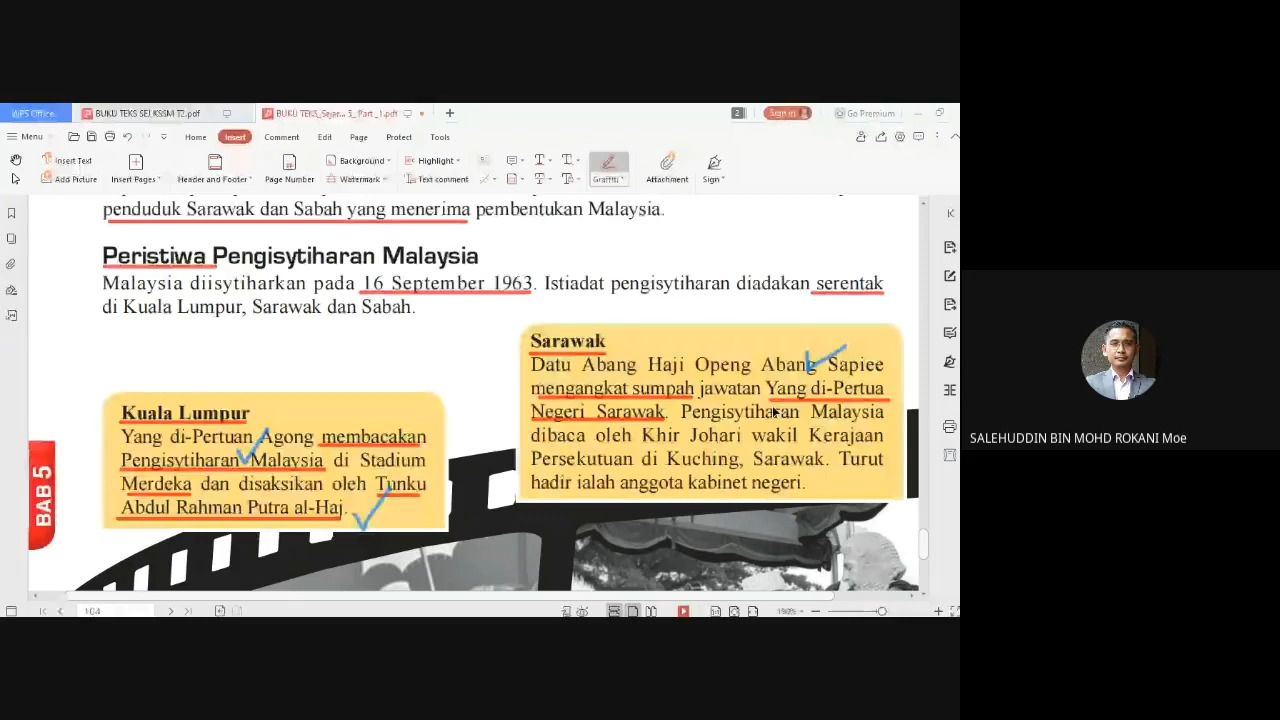 WPS Office
BUKU TEKS SEJ KSSM T2.pdf
BUKU TEKS_Sejar... 5_ Part_1.pdf
+
2
Sign in
Go Premium
Menu
Home
Insert
Comment
Edit
Page
Protect
Tools
Insert Text
Add Picture
Insert Pages
Header and Footer
Page Number
Background
Watermark
Highlight
Text comment
Graffiti
Attachment
Sign
penduduk Sarawak dan Sabah yang menerima pembentukan Malaysia.
Peristiwa Pengisytiharan Malaysia
Malaysia diisytiharkan pada 16 September 1963. Istiadat pengisytiharan diadakan serentak
di Kuala Lumpur, Sarawak dan Sabah.
Kuala Lumpur
Yang di-Pertuan Agong membacakan
Pengisytiharan Malaysia di Stadium
Merdeka dan disaksikan oleh Tunku
Abdul Rahman Putra al-Haj.
Sarawak
Datu Abang Haji Openg Abang Sapiee
mengangkat sumpah jawatan Yang di-Pertua
Negeri Sarawak. Pengisytiharan Malaysia
dibaca oleh Khir Johari wakil Kerajaan
Persekutuan di Kuching, Sarawak. Turut
hadir ialah anggota kabinet negeri.
BAB 5
SALEHUDDIN BIN MOHD ROKANI Moe